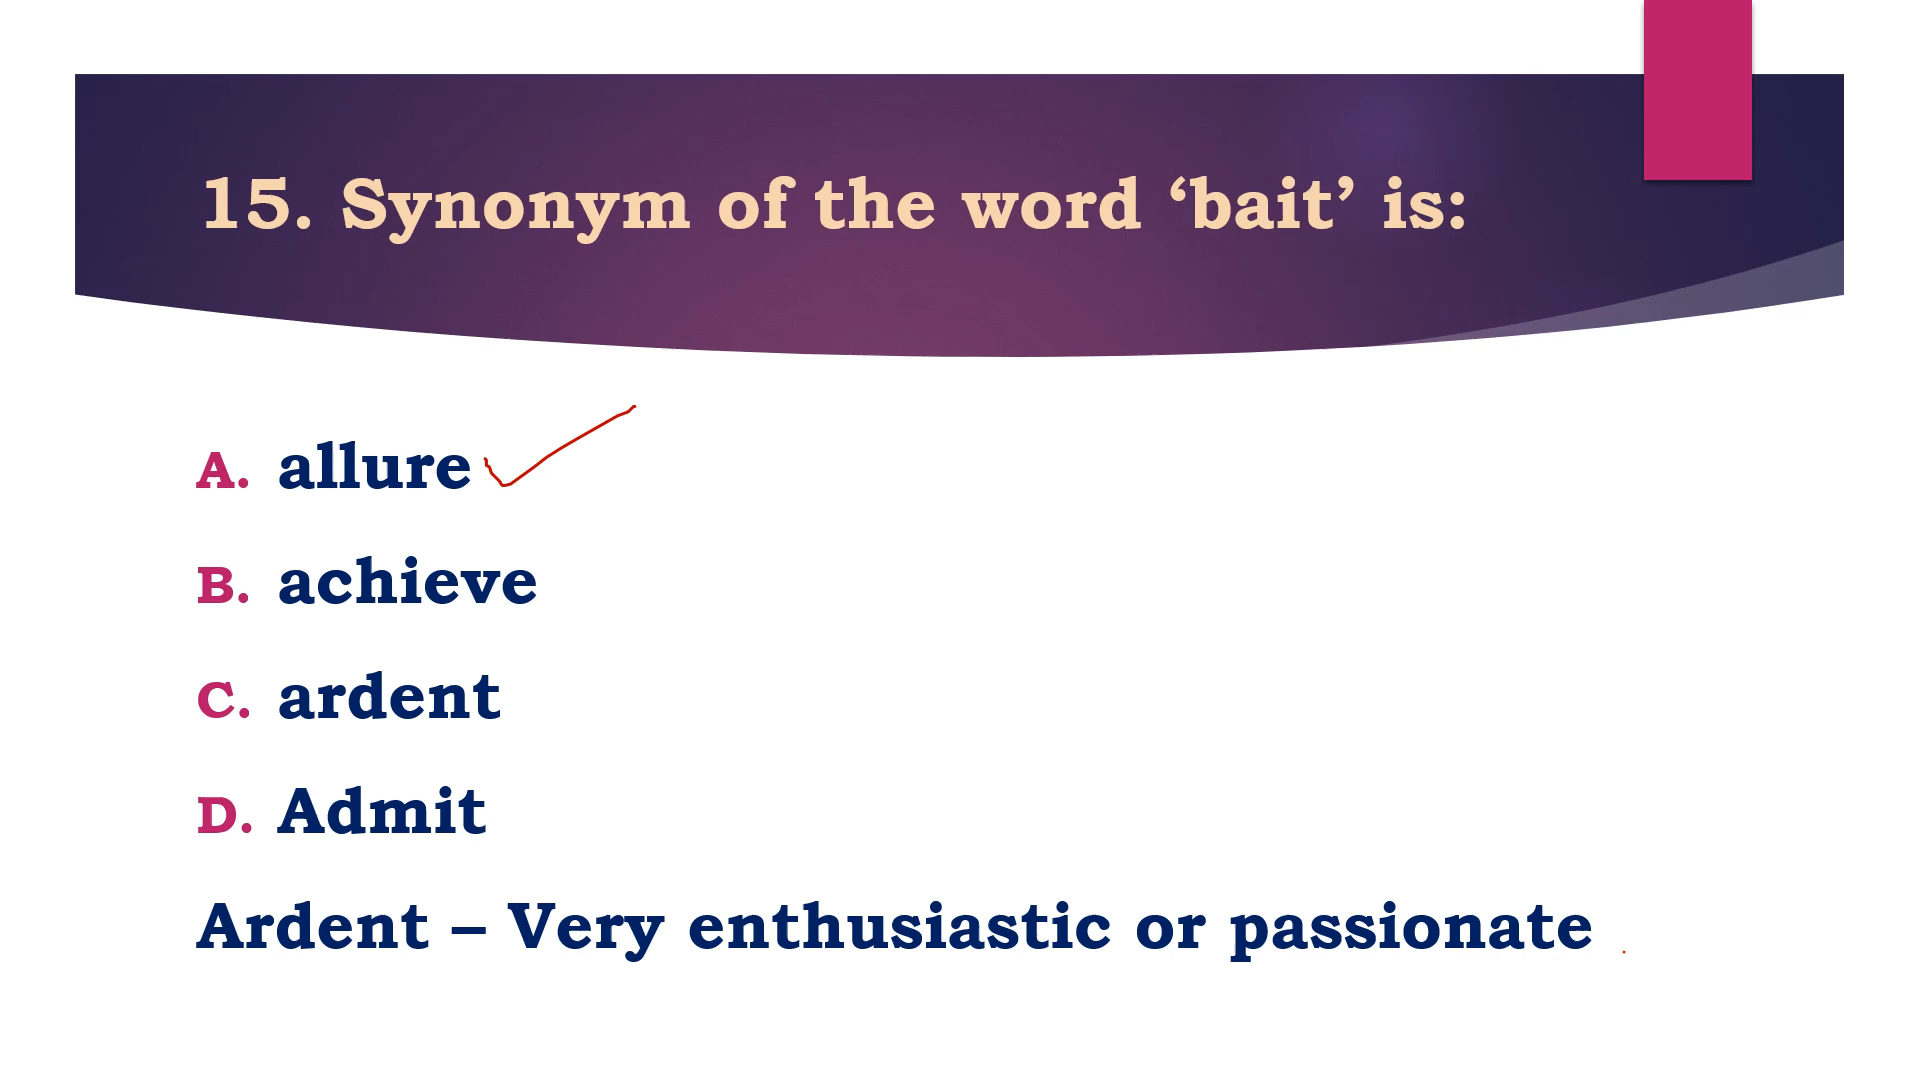 15. Synonym of the word ‘bait’ is:
A. allure
B. achieve
C. ardent
D. Admit
Ardent – Very enthusiastic or passionate